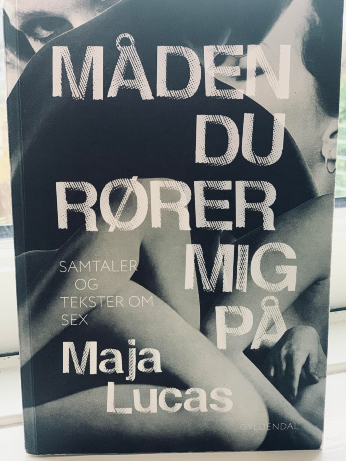 MÅDEN
DU
RØRER
MIG
PÅ
SAMTALER
OG
TEKSTER OM
SEX
Maja
Lucas
GYLDENDAL